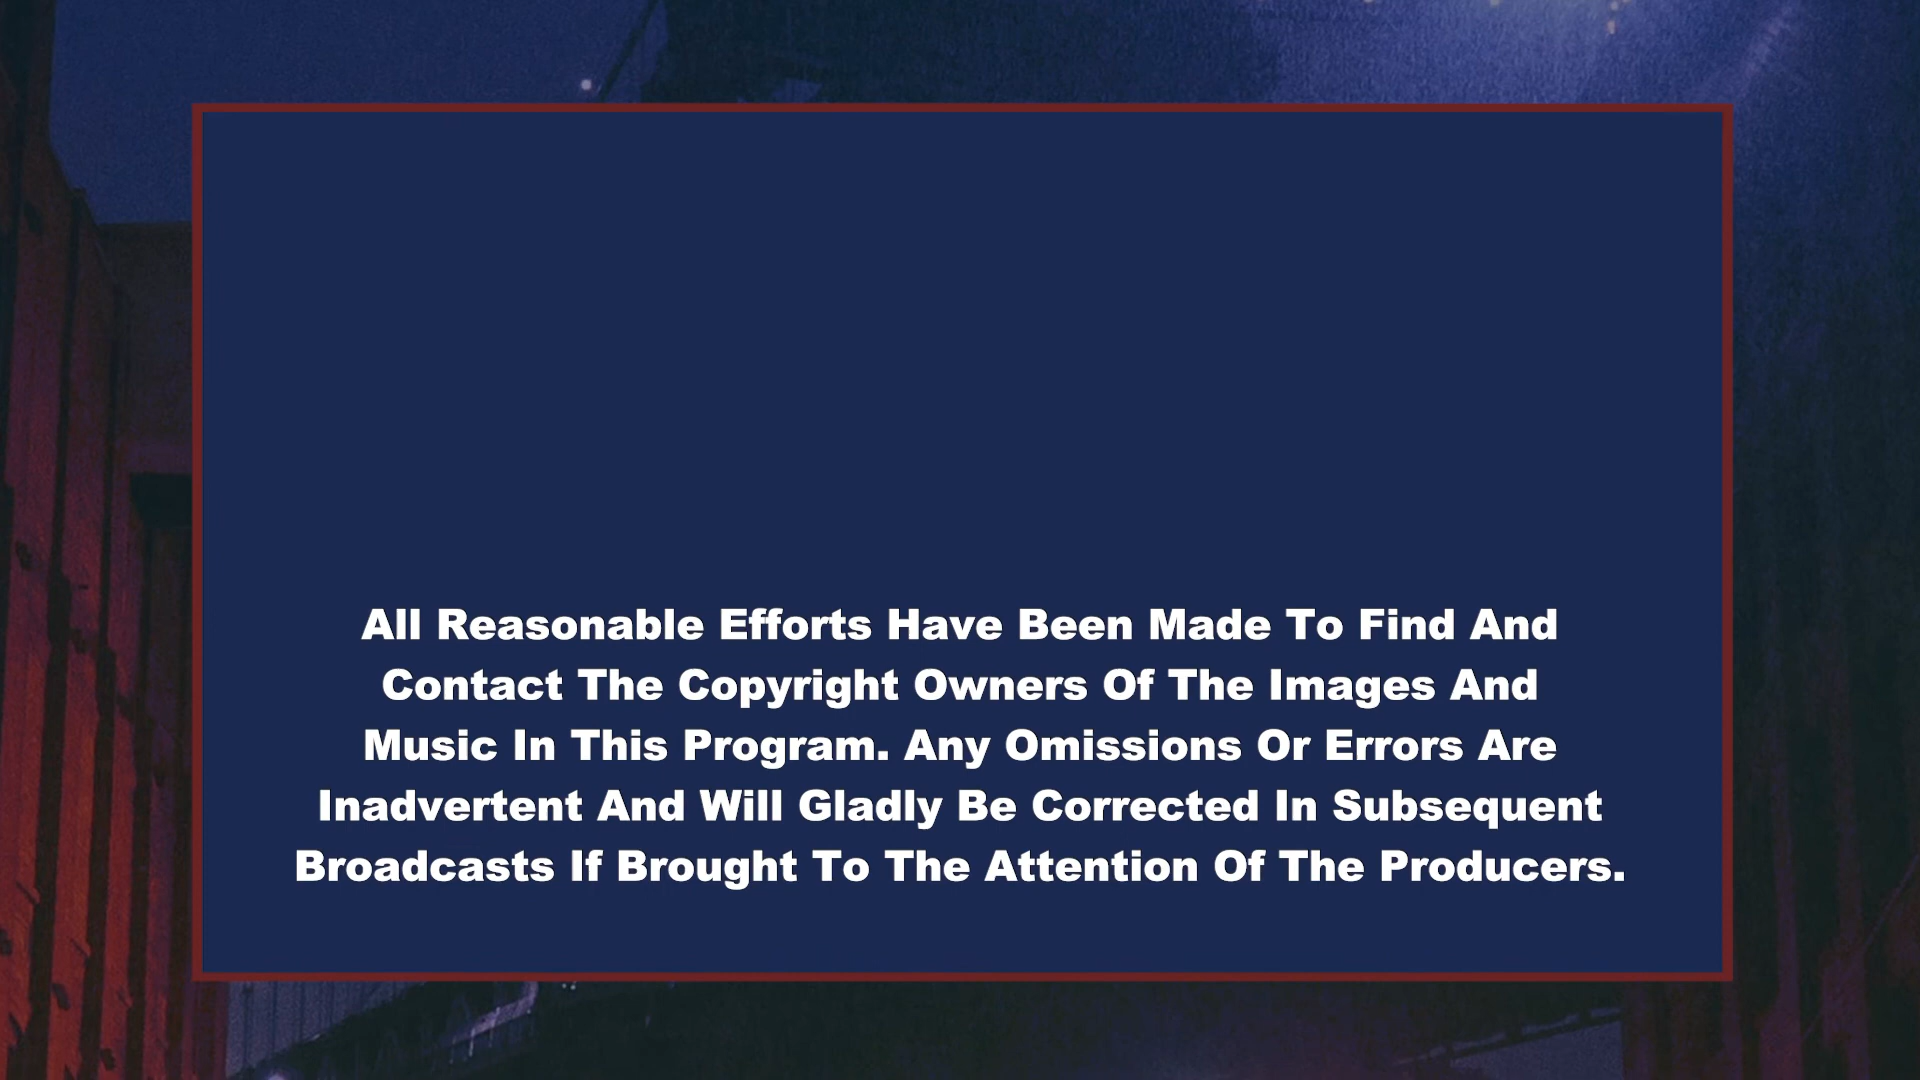 All Reasonable Efforts Have Been Made To Find And
Contact The Copyright Owners Of The Images And
Music In This Program. Any Omissions Or Errors Are
Inadvertent And Will Gladly Be Corrected In Subsequent
Broadcasts If Brought To The Attention Of The Producers.